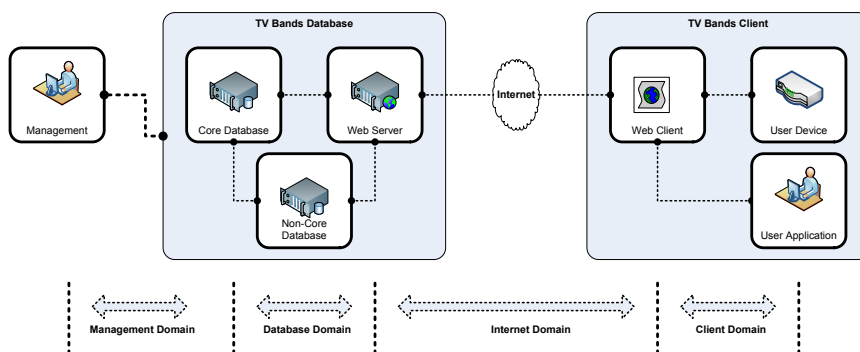 TV Bands Database
TV Bands Client
Management
Core Database
Web Server
Internet
Web Client
User Device
Non-Core
Database
User Application
Management Domain
Database Domain
Internet Domain
Client Domain